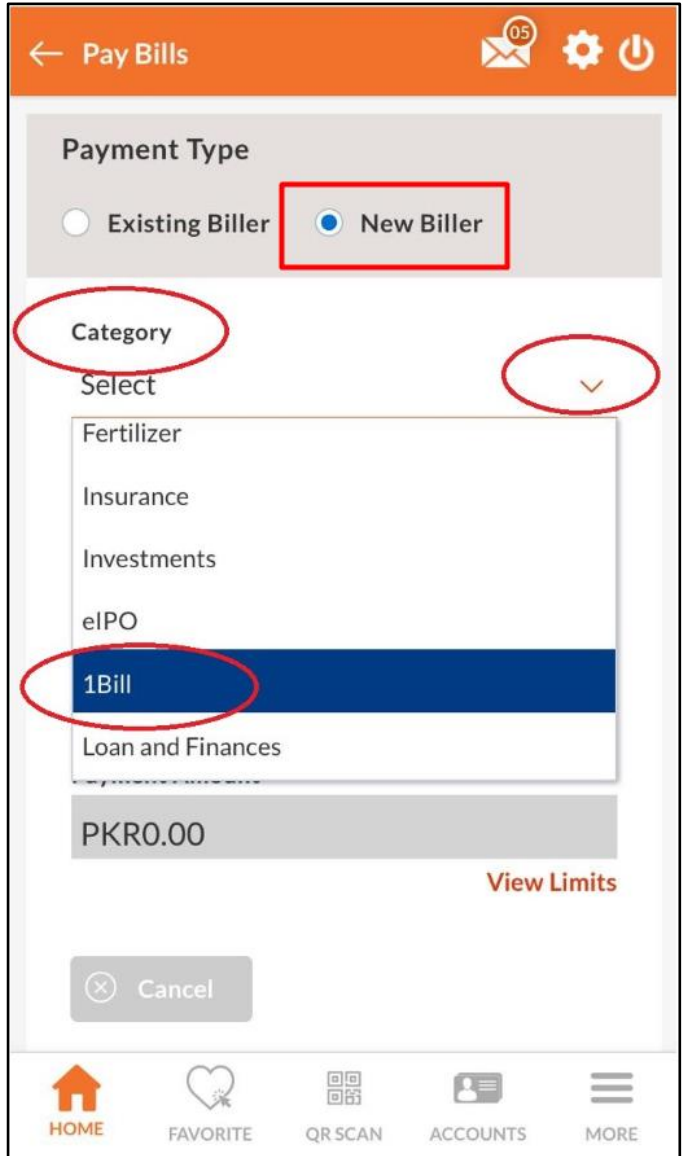 Pay Bills
05
Payment Type
Existing Biller
New Biller
Category
Select
Fertilizer
Insurance
Investments
eIPO
1Bill
Loan and Finances
PKR0.00
View Limits
Cancel
HOME
FAVORITE
QR SCAN
ACCOUNTS
MORE